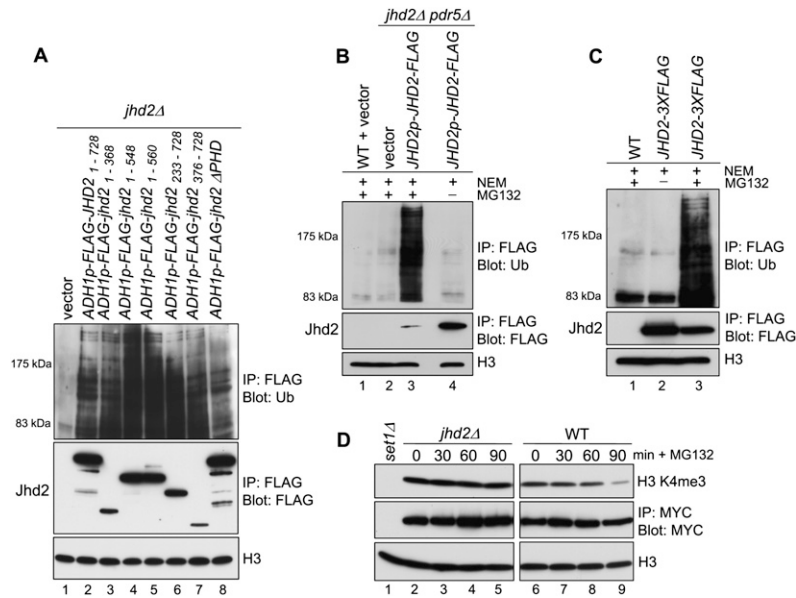 A
jhd2Δ
vector
ADH1p-FLAG-JHD2 1 - 728
ADH1p-FLAG-jhd2 1 - 368
ADH1p-FLAG-jhd2 1 - 548
ADH1p-FLAG-jhd2 1 - 560
ADH1p-FLAG-jhd2 233 - 728
ADH1p-FLAG-jhd2 376 - 728
ADH1p-FLAG-jhd2 ΔPHD
175 kDa
83 kDa
IP: FLAG
Blot: Ub
Jhd2
IP: FLAG
Blot: FLAG
H3
1 2 3 4 5 6 7 8
B
jhd2Δ pdr5Δ
WT + vector
vector
JHD2p-JHD2-FLAG
JHD2p-JHD2-FLAG
+ + + + NEM
+ + + – MG132
175 kDa
83 kDa
IP: FLAG
Blot: Ub
Jhd2
IP: FLAG
Blot: FLAG
H3
1 2 3 4
C
WT
JHD2-3XFLAG
JHD2-3XFLAG
NEM + + +
MG132 + – +
175 kDa
83 kDa
IP: FLAG
Blot: Ub
Jhd2
IP: FLAG
Blot: FLAG
H3
1 2 3
D
set1Δ
jhd2Δ WT
0 30 60 90 0 30 60 90 min + MG132
H3 K4me3
IP: MYC
Blot: MYC
H3
1 2 3 4 5 6 7 8 9